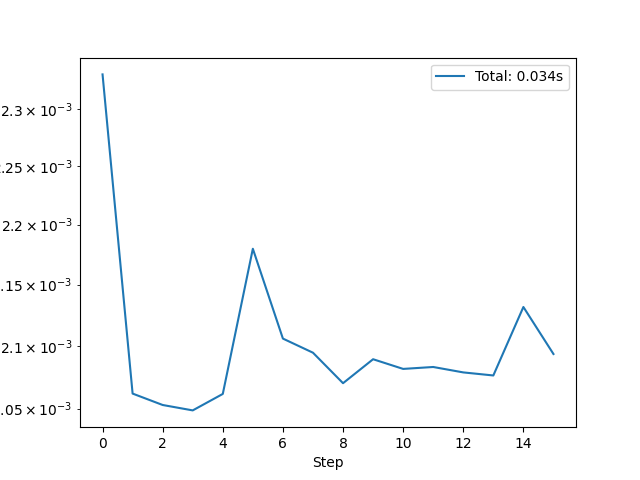 Total: 0.034s
2.3 × 10⁻³
.25 × 10⁻³
2.2 × 10⁻³
.15 × 10⁻³
2.1 × 10⁻³
.05 × 10⁻³
0 2 4 6 8 10 12 14
Step